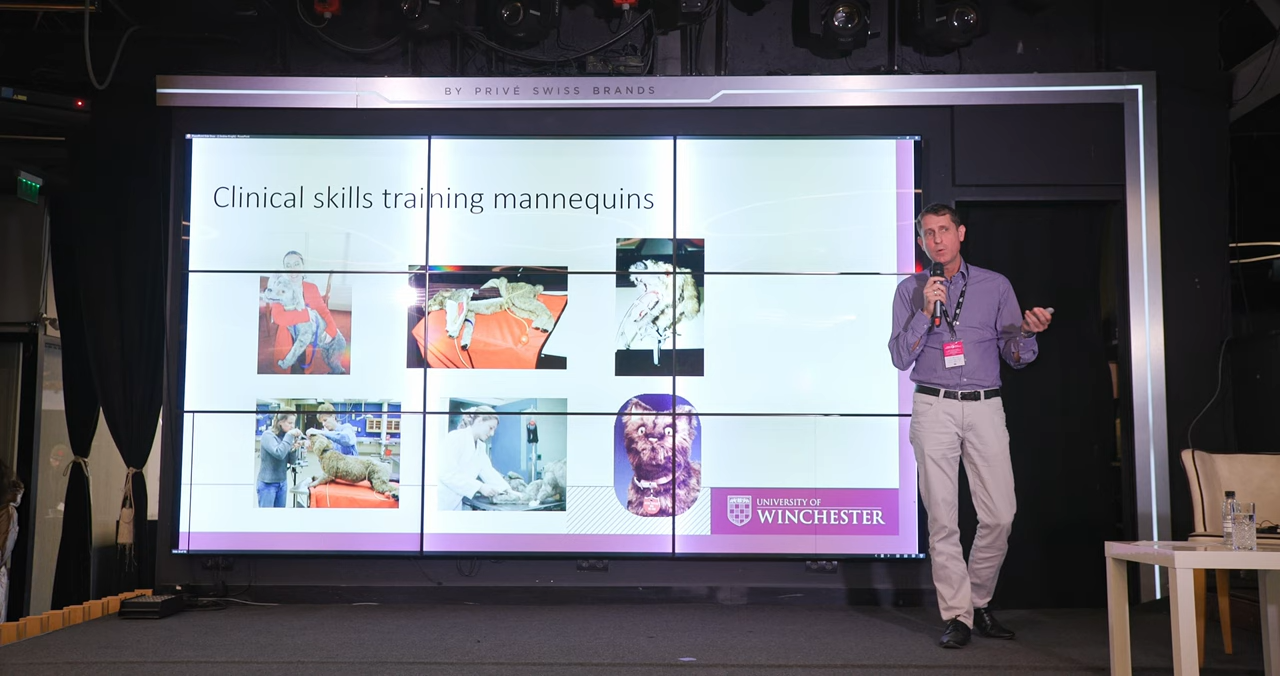 BY PRIVÉ SWISS BRANDS
Clinical skills training mannequins
UNIVERSITY OF
WINCHESTER